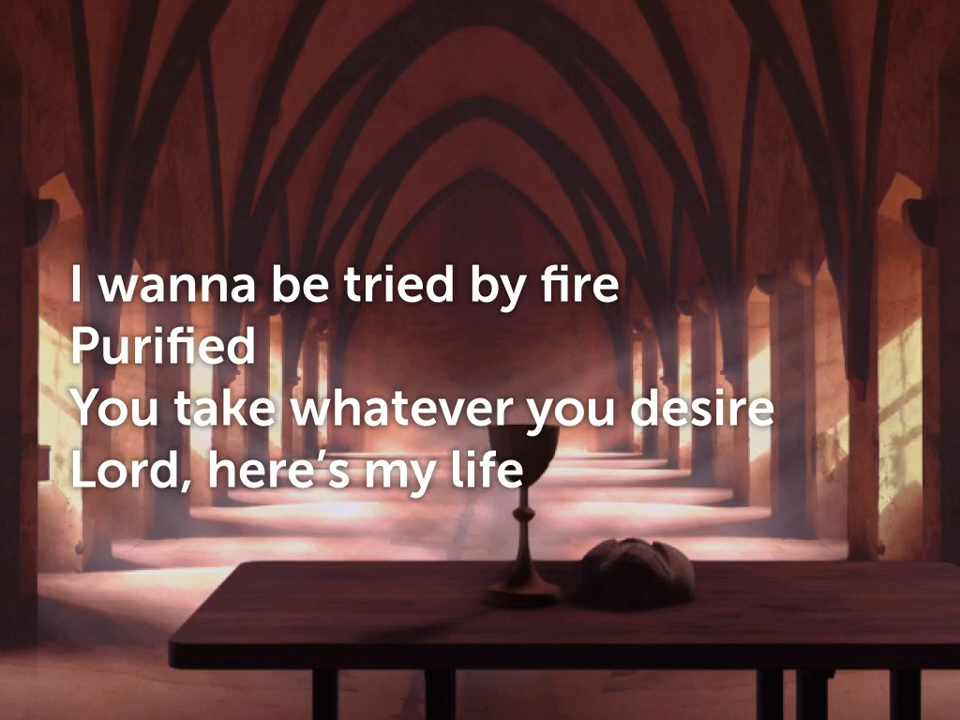 I wanna be tried by fire
Purified
You take whatever you desire
Lord, here’s my life